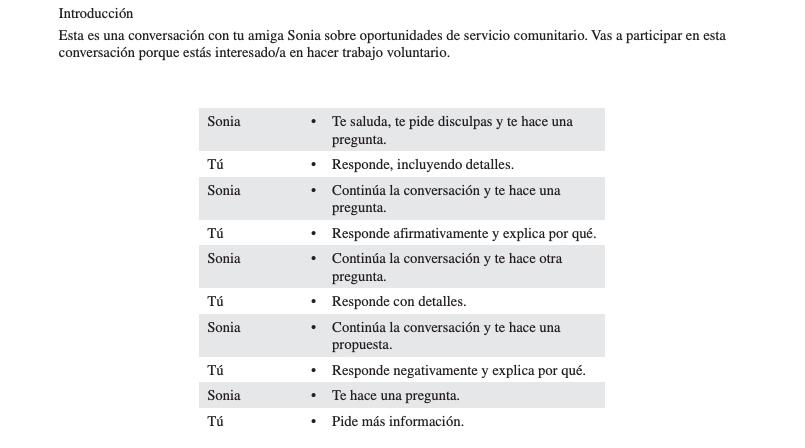 Introducción
Esta es una conversación con tu amiga Sonia sobre oportunidades de servicio comunitario. Vas a participar en esta
conversación porque estás interesado/a en hacer trabajo voluntario.
Sonia • Te saluda, te pide disculpas y te hace una
pregunta.
Tú • Responde, incluyendo detalles.
Sonia • Continúa la conversación y te hace una
pregunta.
Tú • Responde afirmativamente y explica por qué.
Sonia • Continúa la conversación y te hace otra
pregunta.
Tú • Responde con detalles.
Sonia • Continúa la conversación y te hace una
propuesta.
Tú • Responde negativamente y explica por qué.
Sonia • Te hace una pregunta.
Tú • Pide más información.